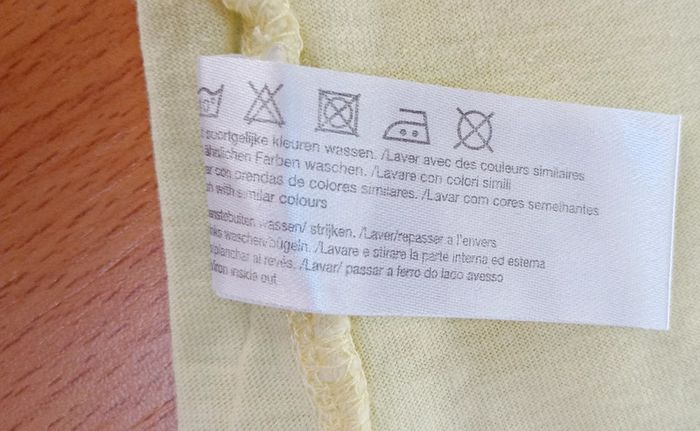 soortgelijke kleuren wassen. /Laver avec des couleurs similaires
ähnlichen Farben waschen. /Lavare con colori simili
con prendas de colores similares. /Lavar com cores semelhantes
with similar colours
wassen/ strijken. /Laver/repasser a l'envers
waschen/bügeln. /Lavare e stirare la parte interna ed esterna
planchar al revés. /Lavar/ passar a ferro do lado avesso
iron inside out